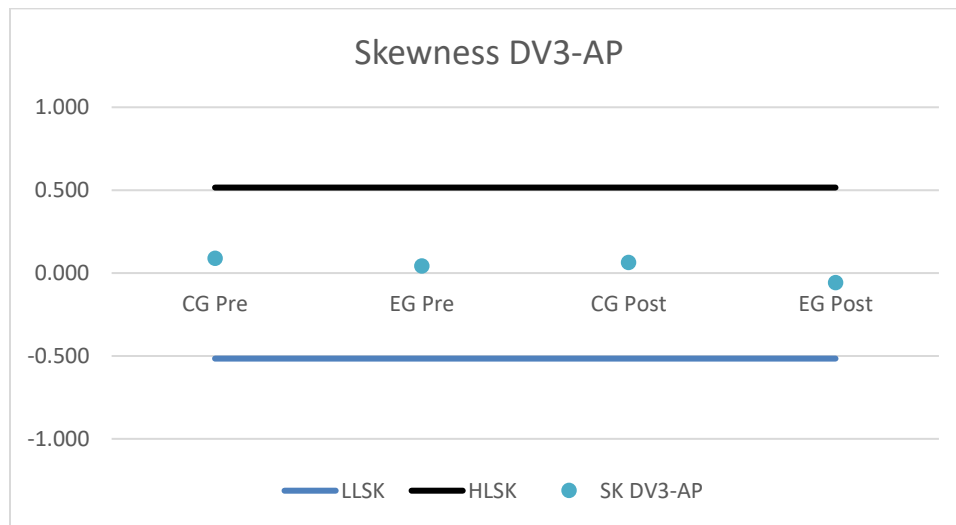 Skewness DV3-AP
1.000
0.500
0.000
CG Pre EG Pre CG Post EG Post
-0.500
-1.000
LLSK HLSK SK DV3-AP